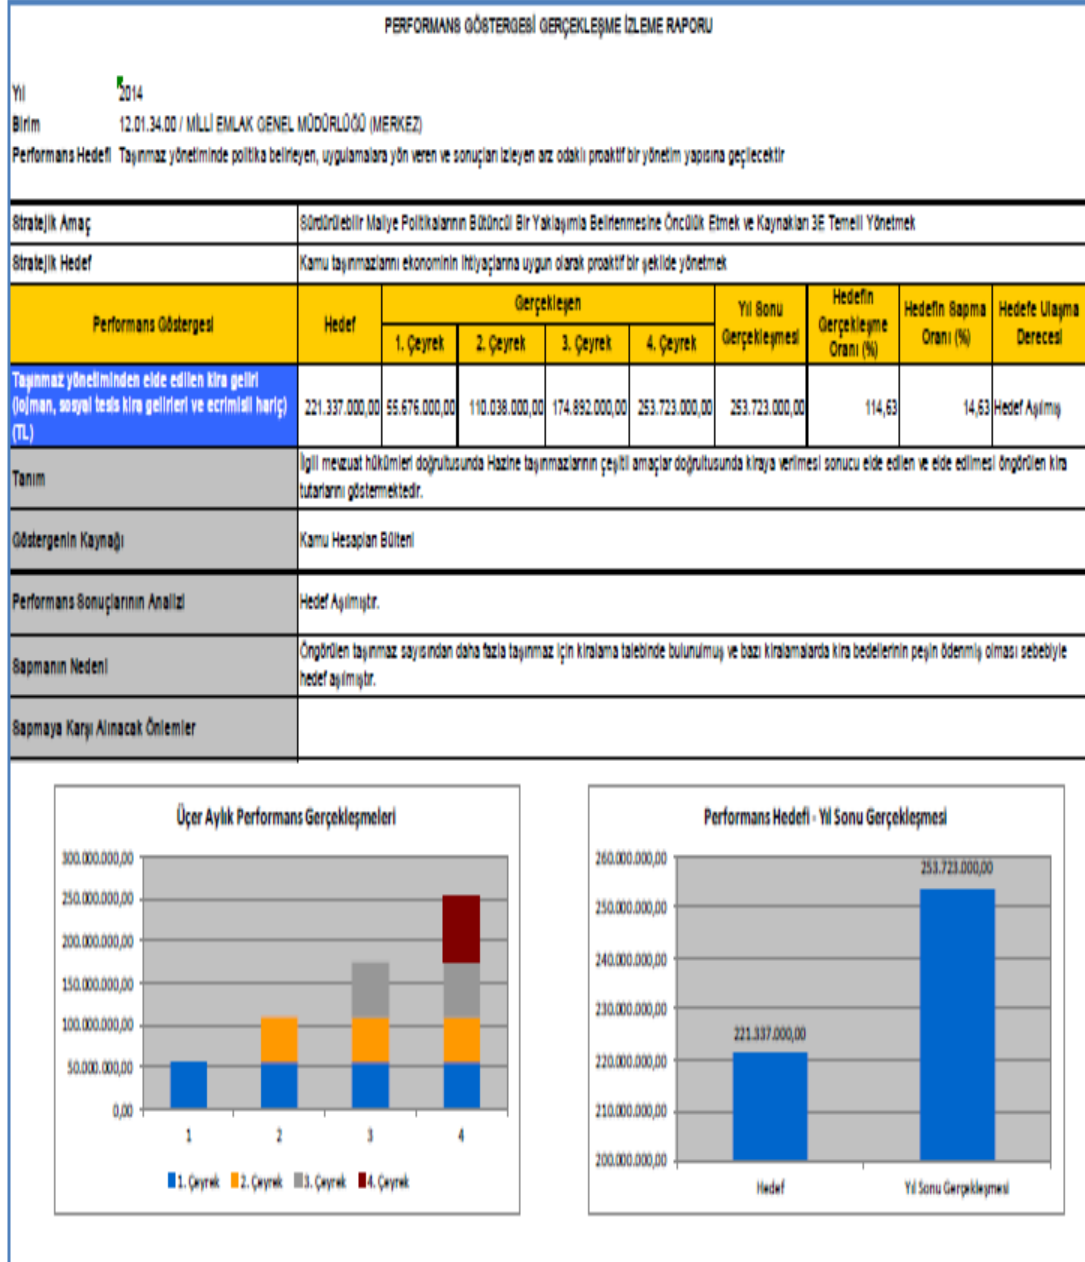 PERFORMANS GÖSTERGESİ GERÇEKLEŞME İZLEME RAPORU
Yıl 2014
Birim 12.01.34.00 / MİLLİ EMLAK GENEL MÜDÜRLÜĞÜ (MERKEZ)
Performans Hedefi Taşınmaz yönetiminde politika belirleyen, uygulamalara yön veren ve sonuçları izleyen arz odaklı proaktif bir yönetim yapısına geçilecektir
Stratejik Amaç Sürdürülebilir Maliye Politikalarının Bütüncül Bir Yaklaşımla Belirlenmesine Öncülük Etmek ve Kaynakları 3E Temelli Yönetmek
Stratejik Hedef Kamu taşınmazlarını ekonominin ihtiyaçlarına uygun olarak proaktif bir şekilde yönetmek
Performans Göstergesi
Hedef
Gerçekleşen
1. Çeyrek 2. Çeyrek 3. Çeyrek 4. Çeyrek
Yıl Sonu
Gerçekleşmesi
Hedefin
Gerçekleşme
Oranı (%)
Hedefin Sapma
Oranı (%)
Hedefe Ulaşma
Derecesi
Taşınmaz yönetiminden elde edilen kira geliri
(lojman, sosyal tesis kira gelirleri ve ecrimisil hariç)
(TL)
221.337.000,00 55.676.000,00 110.038.000,00 174.892.000,00 253.723.000,00 253.723.000,00 114,63 14,63 Hedef Aşılmış
Tanım
İlgili mevzuat hükümleri doğrultusunda Hazine taşınmazlarının çeşitli amaçlar doğrultusunda kiraya verilmesi sonucu elde edilen ve elde edilmesi öngörülen kira
tutarlarını göstermektedir.
Göstergenin Kaynağı Kamu Hesapları Bülteni
Performans Sonuçlarının Analizi Hedef Aşılmıştır.
Sapmanın Nedeni
Öngörülen taşınmaz sayısından daha fazla taşınmaz için kiralama talebinde bulunulmuş ve bazı kiralamalarda kira bedellerinin peşin ödenmiş olması sebebiyle
hedef aşılmıştır.
Sapmaya Karşı Alınacak Önlemler
Üçer Aylık Performans Gerçekleşmeleri
300.000.000,00
250.000.000,00
200.000.000,00
150.000.000,00
100.000.000,00
50.000.000,00
0,00
1 2 3 4
1. Çeyrek 2. Çeyrek 3. Çeyrek 4. Çeyrek
Performans Hedefi - Yıl Sonu Gerçekleşmesi
260.000.000,00
250.000.000,00
240.000.000,00
230.000.000,00
220.000.000,00
210.000.000,00
200.000.000,00
221.337.000,00
253.723.000,00
Hedef Yıl Sonu Gerçekleşmesi